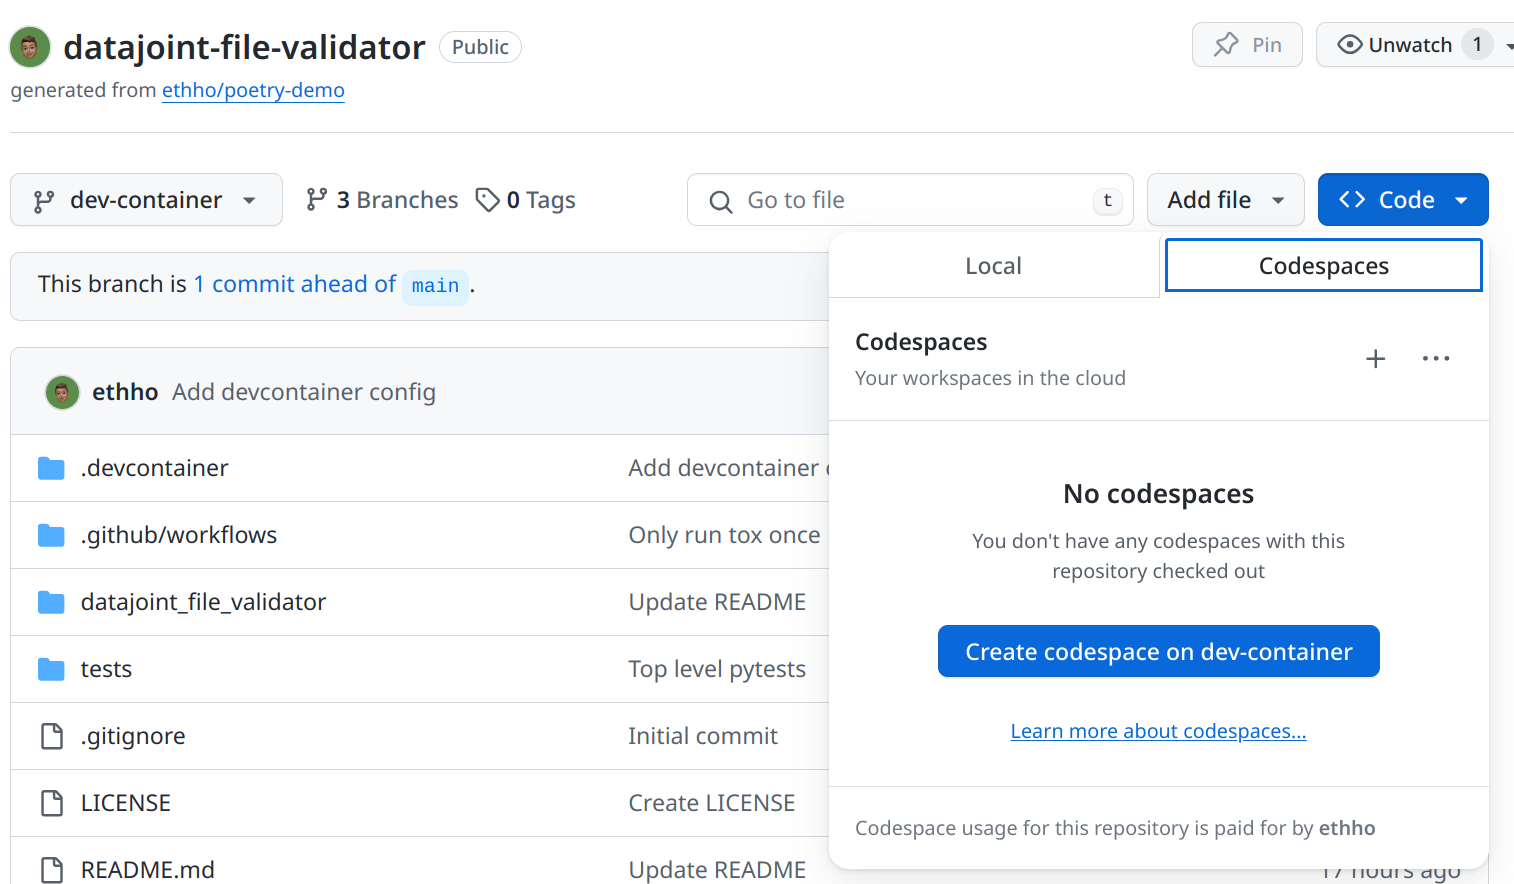 datajoint-file-validator Public
Pin
Unwatch 1
generated from ethho/poetry-demo
dev-container
3 Branches
0 Tags
Go to file t
Add file
Code
This branch is 1 commit ahead of main.
Local
Codespaces
Codespaces
Your workspaces in the cloud
No codespaces
You don't have any codespaces with this
repository checked out
Create codespace on dev-container
Learn more about codespaces...
Codespace usage for this repository is paid for by ethho
ethho Add devcontainer config
.devcontainer Add devcontainer
.github/workflows Only run tox once
datajoint_file_validator Update README
tests Top level pytests
.gitignore Initial commit
LICENSE Create LICENSE
README.md Update README 17 hours ago